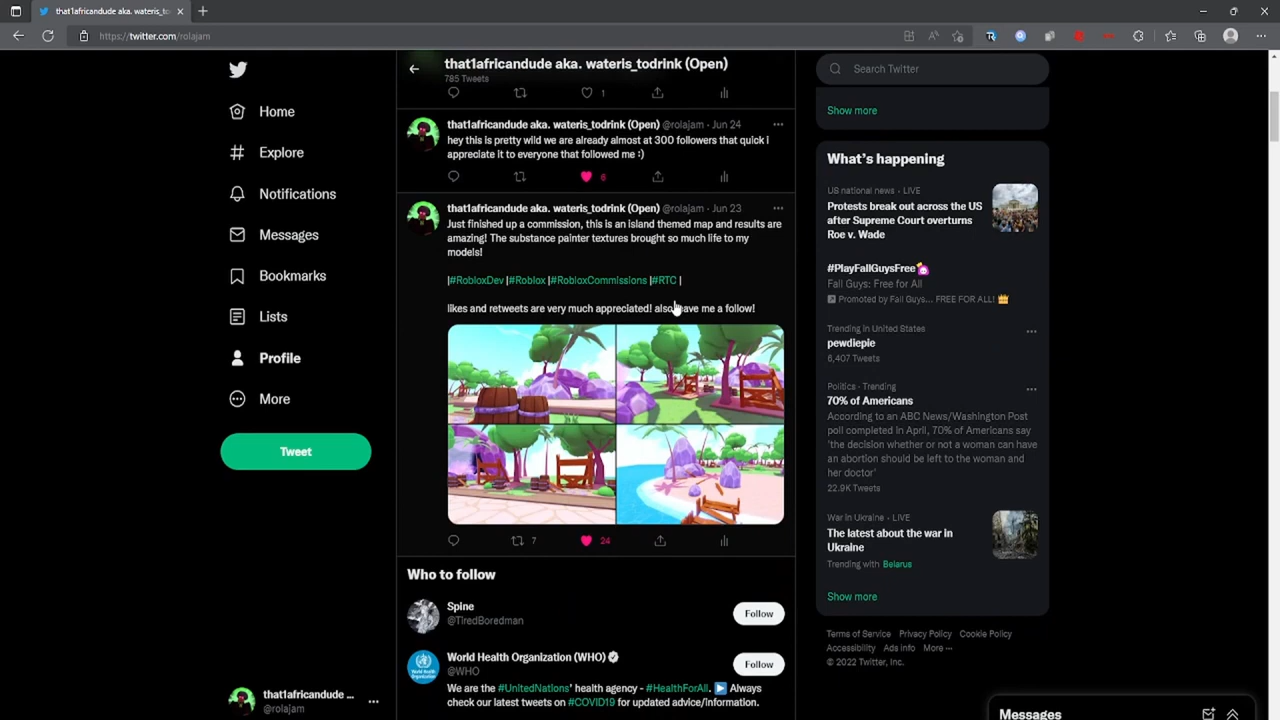 that1africandude aka. wateris_to
https://twitter.com/rolajam
Home
Explore
Notifications
Messages
Bookmarks
Lists
Profile
More
Tweet
that1africandude ...
@rolajam
that1africandude aka. wateris_todrink (Open)
785 Tweets
1
that1africandude aka. wateris_todrink (Open) @rolajam · Jun 24
hey this is pretty wild we are already almost at 300 followers that quick i
appreciate it to everyone that followed me :)
6
that1africandude aka. wateris_todrink (Open) @rolajam · Jun 23
Just finished up a commission, this is an island themed map and results are
amazing! The substance painter textures brought so much life to my
models!
|#RobloxDev |#Roblox |#RobloxCommissions |#RTC |
likes and retweets are very much appreciated! also me a follow!
7
24
Who to follow
Spine
@TiredBoredman
Follow
World Health Organization (WHO)
@WHO
Follow
We are the #UnitedNations' health agency - #HealthForAll. Always
check our latest tweets on #COVID19 for updated advice/information.
Search Twitter
Show more
What's happening
US national news · LIVE
Protests break out across the US
after Supreme Court overturns
Roe v. Wade
#PlayFallGuysFree
Fall Guys: Free for All
Promoted by Fall Guys... FREE FOR ALL!
Trending in United States
pewdiepie
6,407 Tweets
Politics · Trending
70% of Americans
According to an ABC News/Washington Post
poll completed in April, 70% of Americans say
'the decision whether or not a woman can have
an abortion should be left to the woman and
her doctor'
22.9K Tweets
War in Ukraine · LIVE
The latest about the war in
Ukraine
Trending with Belarus
Show more
Terms of Service Privacy Policy Cookie Policy
Accessibility Ads info More ...
© 2022 Twitter, Inc.
Messages